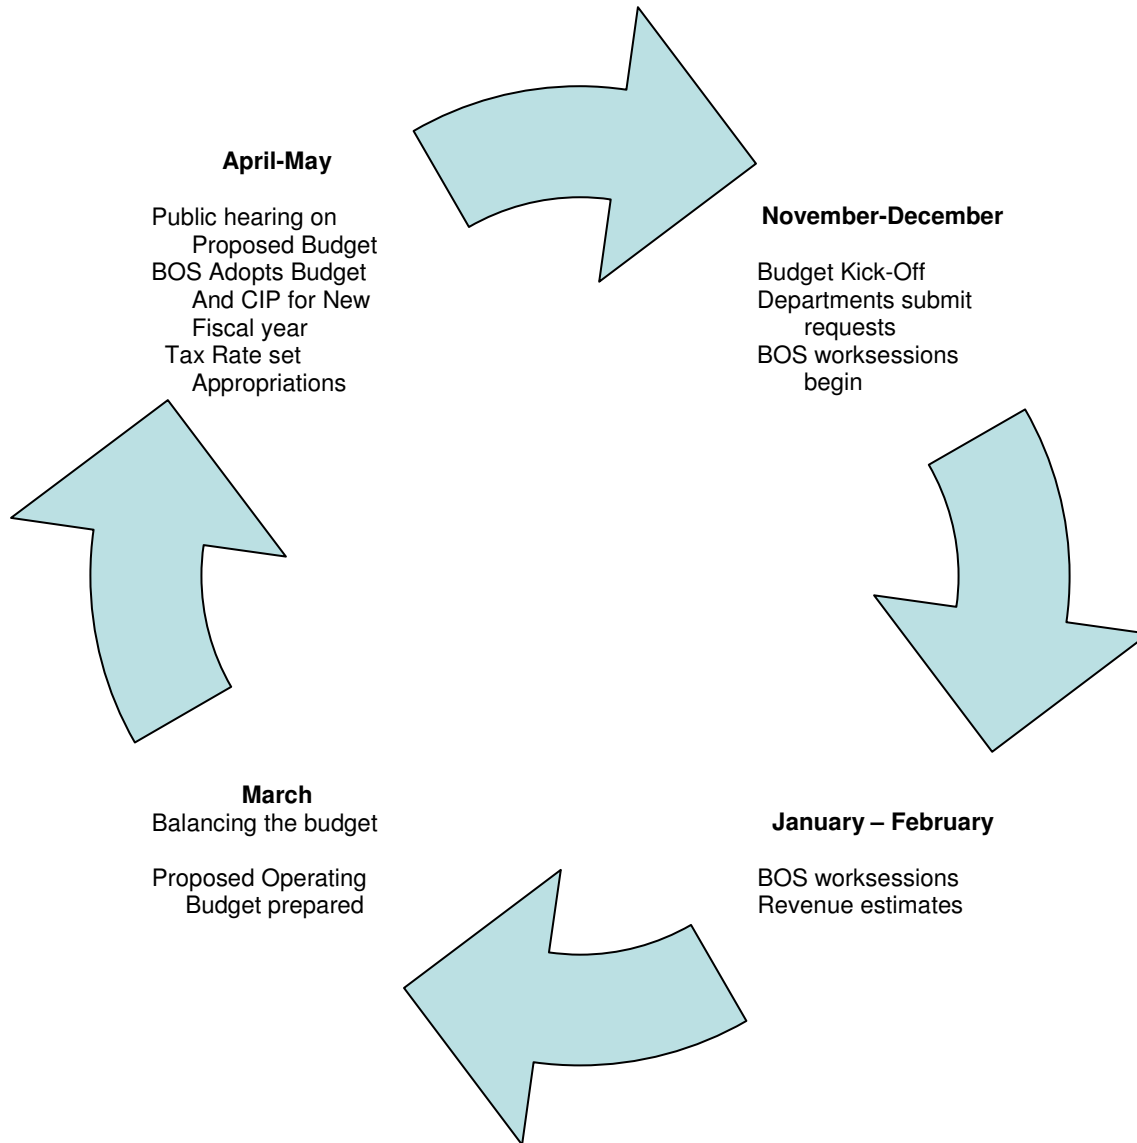 April-May
Public hearing on
Proposed Budget
BOS Adopts Budget
And CIP for New
Fiscal year
Tax Rate set
Appropriations
November-December
Budget Kick-Off
Departments submit
requests
BOS worksessions
begin
January – February
BOS worksessions
Revenue estimates
March
Balancing the budget
Proposed Operating
Budget prepared